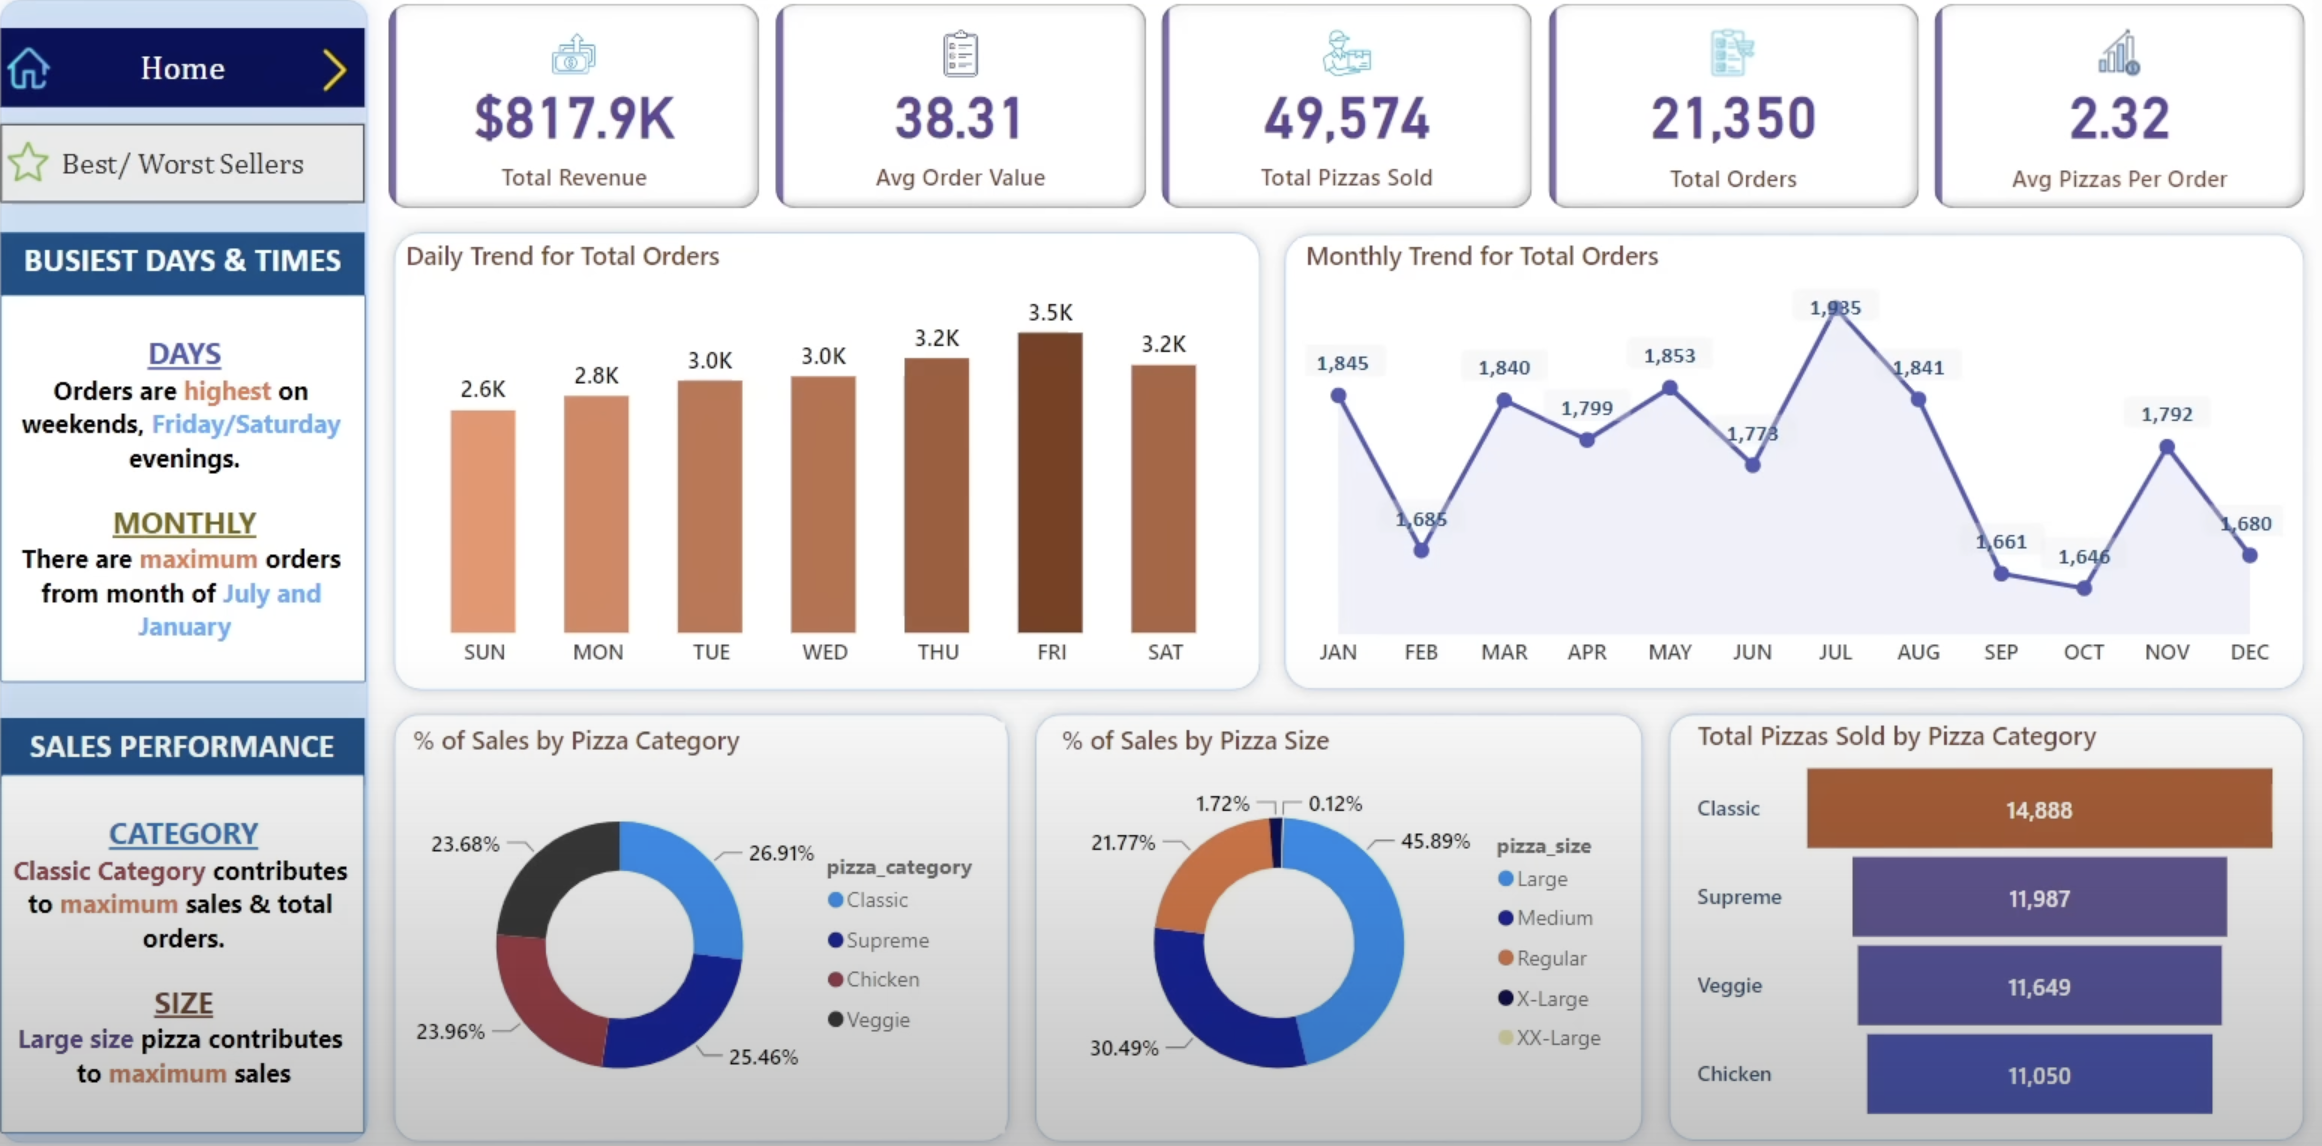 Home
Best/ Worst Sellers
BUSIEST DAYS & TIMES
DAYS
Orders are highest on
weekends, Friday/Saturday
evenings.
MONTHLY
There are maximum orders
from month of July and
January
SALES PERFORMANCE
CATEGORY
Classic Category contributes
to maximum sales & total
orders.
SIZE
Large size pizza contributes
to maximum sales
$817.9K
Total Revenue
38.31
Avg Order Value
49,574
Total Pizzas Sold
21,350
Total Orders
2.32
Avg Pizzas Per Order
Daily Trend for Total Orders
2.6K
2.8K
3.0K
3.0K
3.2K
3.5K
3.2K
SUN MON TUE WED THU FRI SAT
Monthly Trend for Total Orders
1,845
1,685
1,840
1,799
1,853
1,773
1,935
1,841
1,661
1,646
1,792
1,680
JAN FEB MAR APR MAY JUN JUL AUG SEP OCT NOV DEC
% of Sales by Pizza Category
23.68%
26.91%
23.96%
25.46%
pizza_category
Classic
Supreme
Chicken
Veggie
% of Sales by Pizza Size
1.72%
0.12%
21.77%
45.89%
30.49%
pizza_size
Large
Medium
Regular
X-Large
XX-Large
Total Pizzas Sold by Pizza Category
Classic 14,888
Supreme 11,987
Veggie 11,649
Chicken 11,050